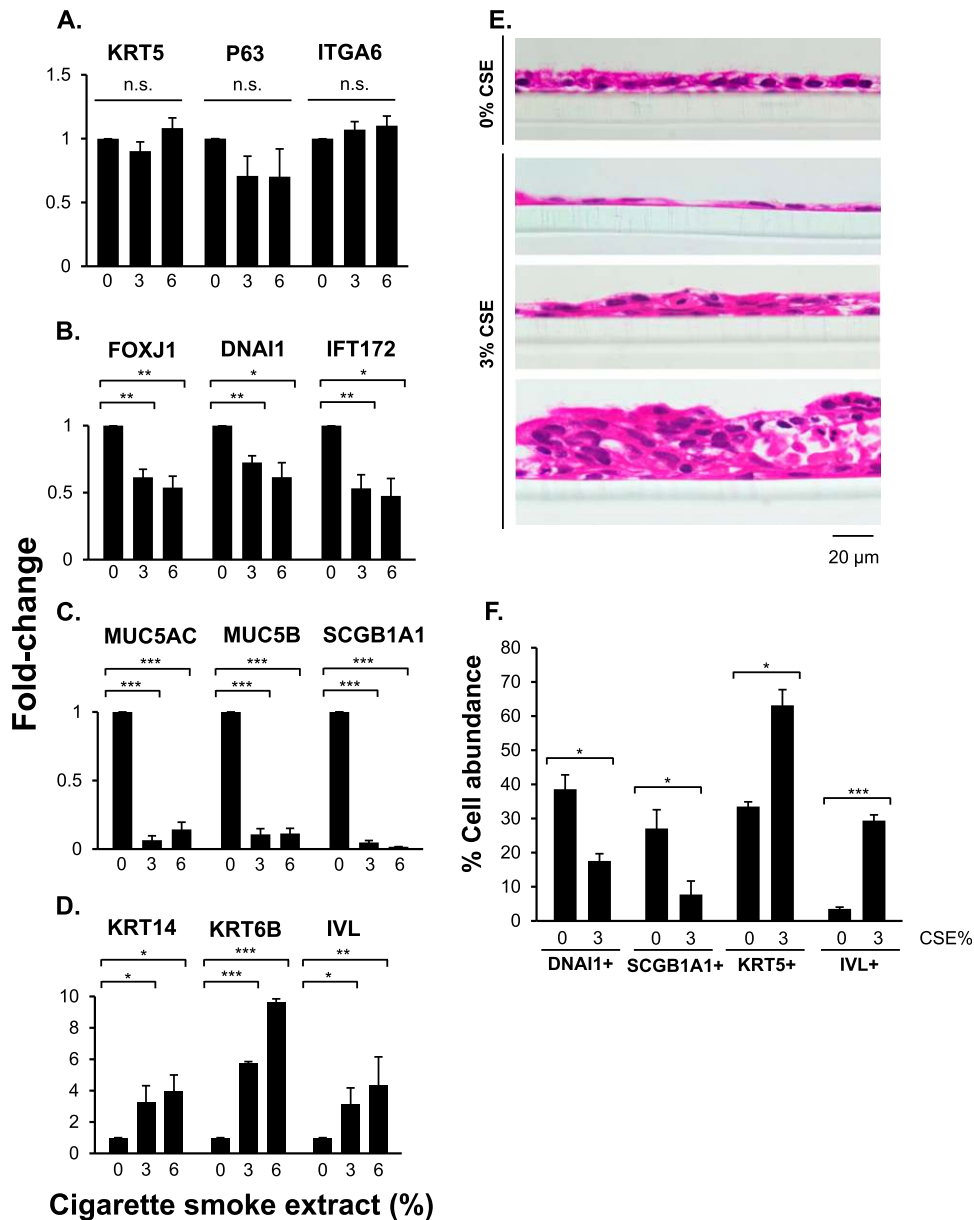 A.
KRT5 P63 ITGA6
n.s. n.s. n.s.
1.5
1
0.5
0
0 3 6 0 3 6 0 3 6
B.
FOXJ1 DNAI1 IFT172
** * *
** ** **
1
0.5
0
0 3 6 0 3 6 0 3 6
C.
MUC5AC MUC5B SCGB1A1
*** *** ***
*** *** ***
1
0.5
0
0 3 6 0 3 6 0 3 6
D.
KRT14 KRT6B IVL
* *** **
* *** *
10
8
6
4
2
0
0 3 6 0 3 6 0 3 6
Fold-change
Cigarette smoke extract (%)
E.
0% CSE
3% CSE
20 µm
F.
% Cell abundance
80
70
60
50
40
30
20
10
0
* * * ***
0 3 0 3 0 3 0 3 CSE%
DNAI1+ SCGB1A1+ KRT5+ IVL+